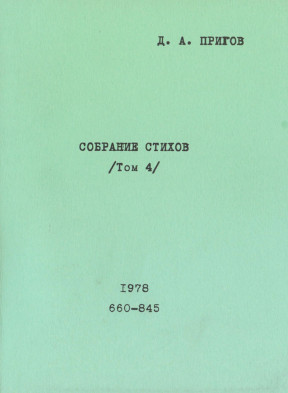 Д. А. ПРИГОВ
СОБРАНИЕ СТИХОВ
/Том 4/
1978
660-845